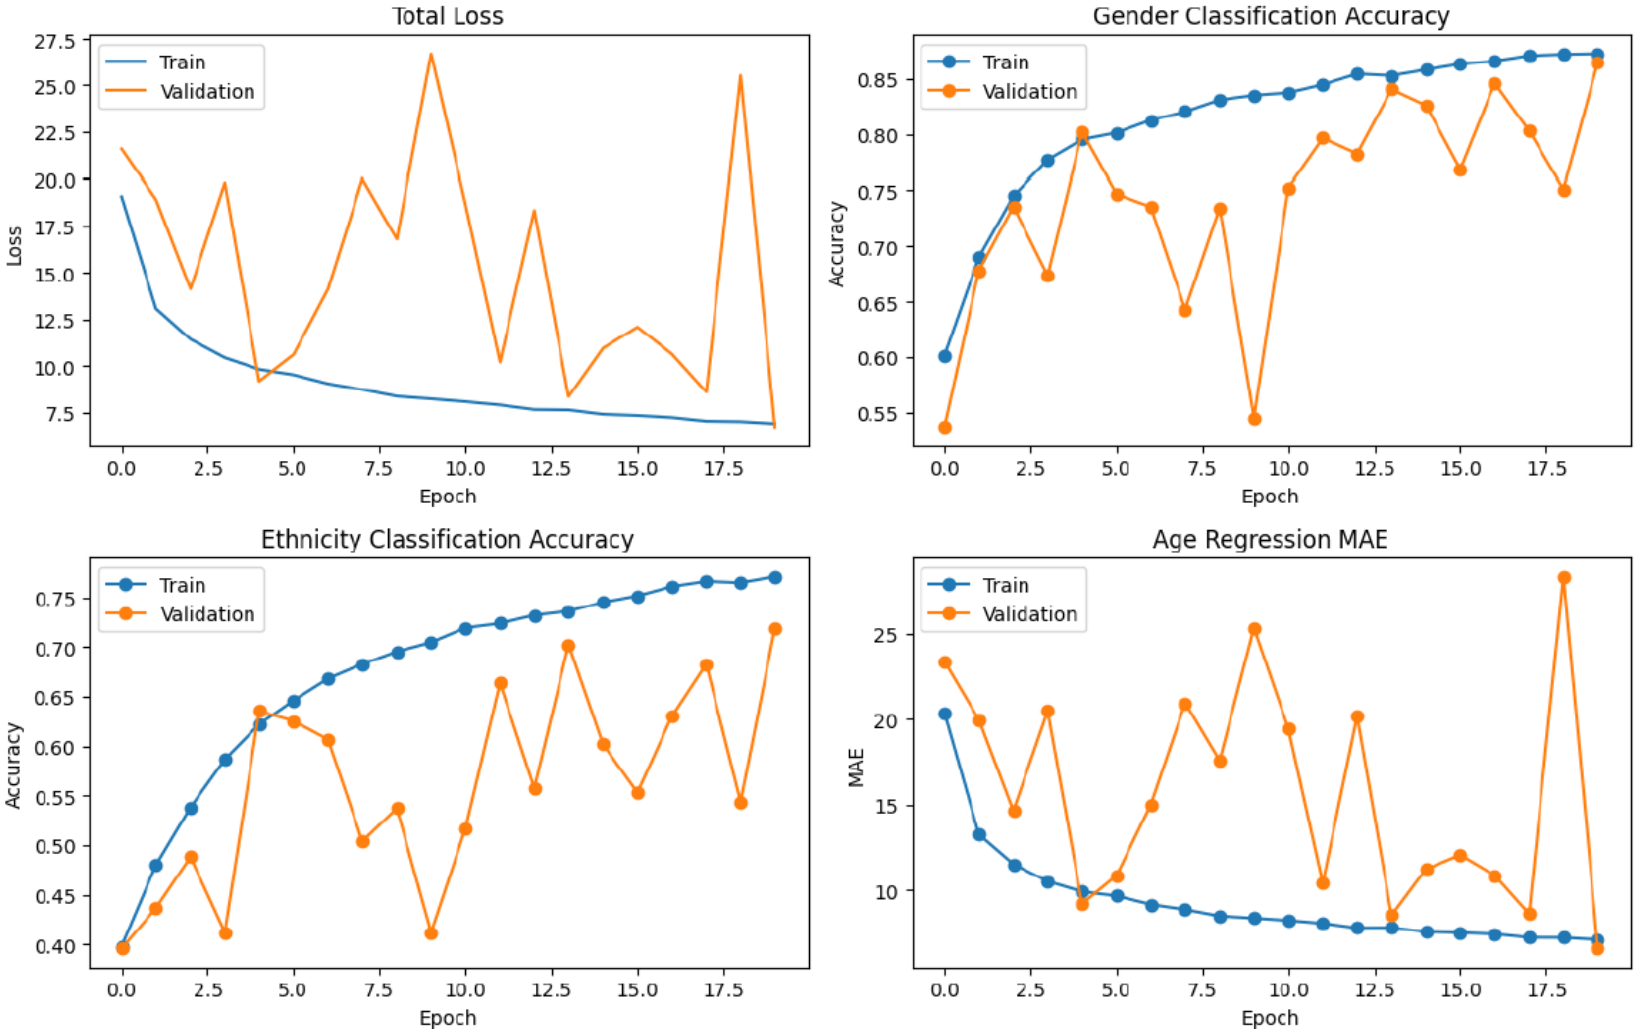 Total Loss
27.5
25.0
22.5
20.0
17.5
15.0
12.5
10.0
7.5
Loss
Train
Validation
0.0 2.5 5.0 7.5 10.0 12.5 15.0 17.5
Epoch
Gender Classification Accuracy
0.85
0.80
0.75
0.70
0.65
0.60
0.55
Accuracy
Train
Validation
0.0 2.5 5.0 7.5 10.0 12.5 15.0 17.5
Epoch
Ethnicity Classification Accuracy
0.75
0.70
0.65
0.60
0.55
0.50
0.45
0.40
Accuracy
Train
Validation
0.0 2.5 5.0 7.5 10.0 12.5 15.0 17.5
Epoch
Age Regression MAE
25
20
15
10
MAE
Train
Validation
0.0 2.5 5.0 7.5 10.0 12.5 15.0 17.5
Epoch